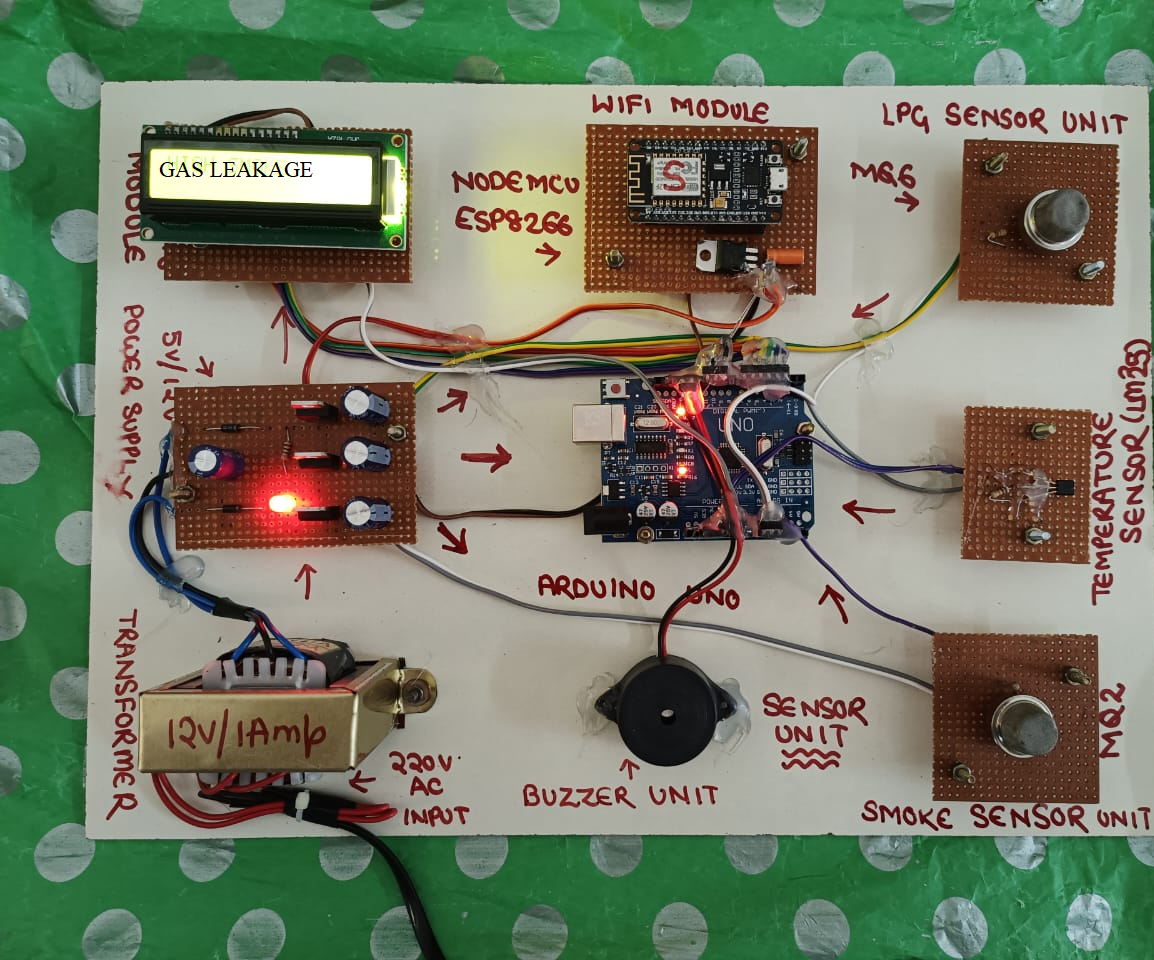 WIFI MODULE
LPG SENSOR UNIT
GAS LEAKAGE
MODULE
NODEMCU
ESP8266
MQ6
S
5V/12V
POWER SUPPLY
UNO
TEMPERATURE
SENSOR (LM35)
ARDUINO UNO
TRANSFORMER
12V/1Amp
220V
AC
INPUT
BUZZER UNIT
SENSOR
UNIT
MQ2
SMOKE SENSOR UNIT